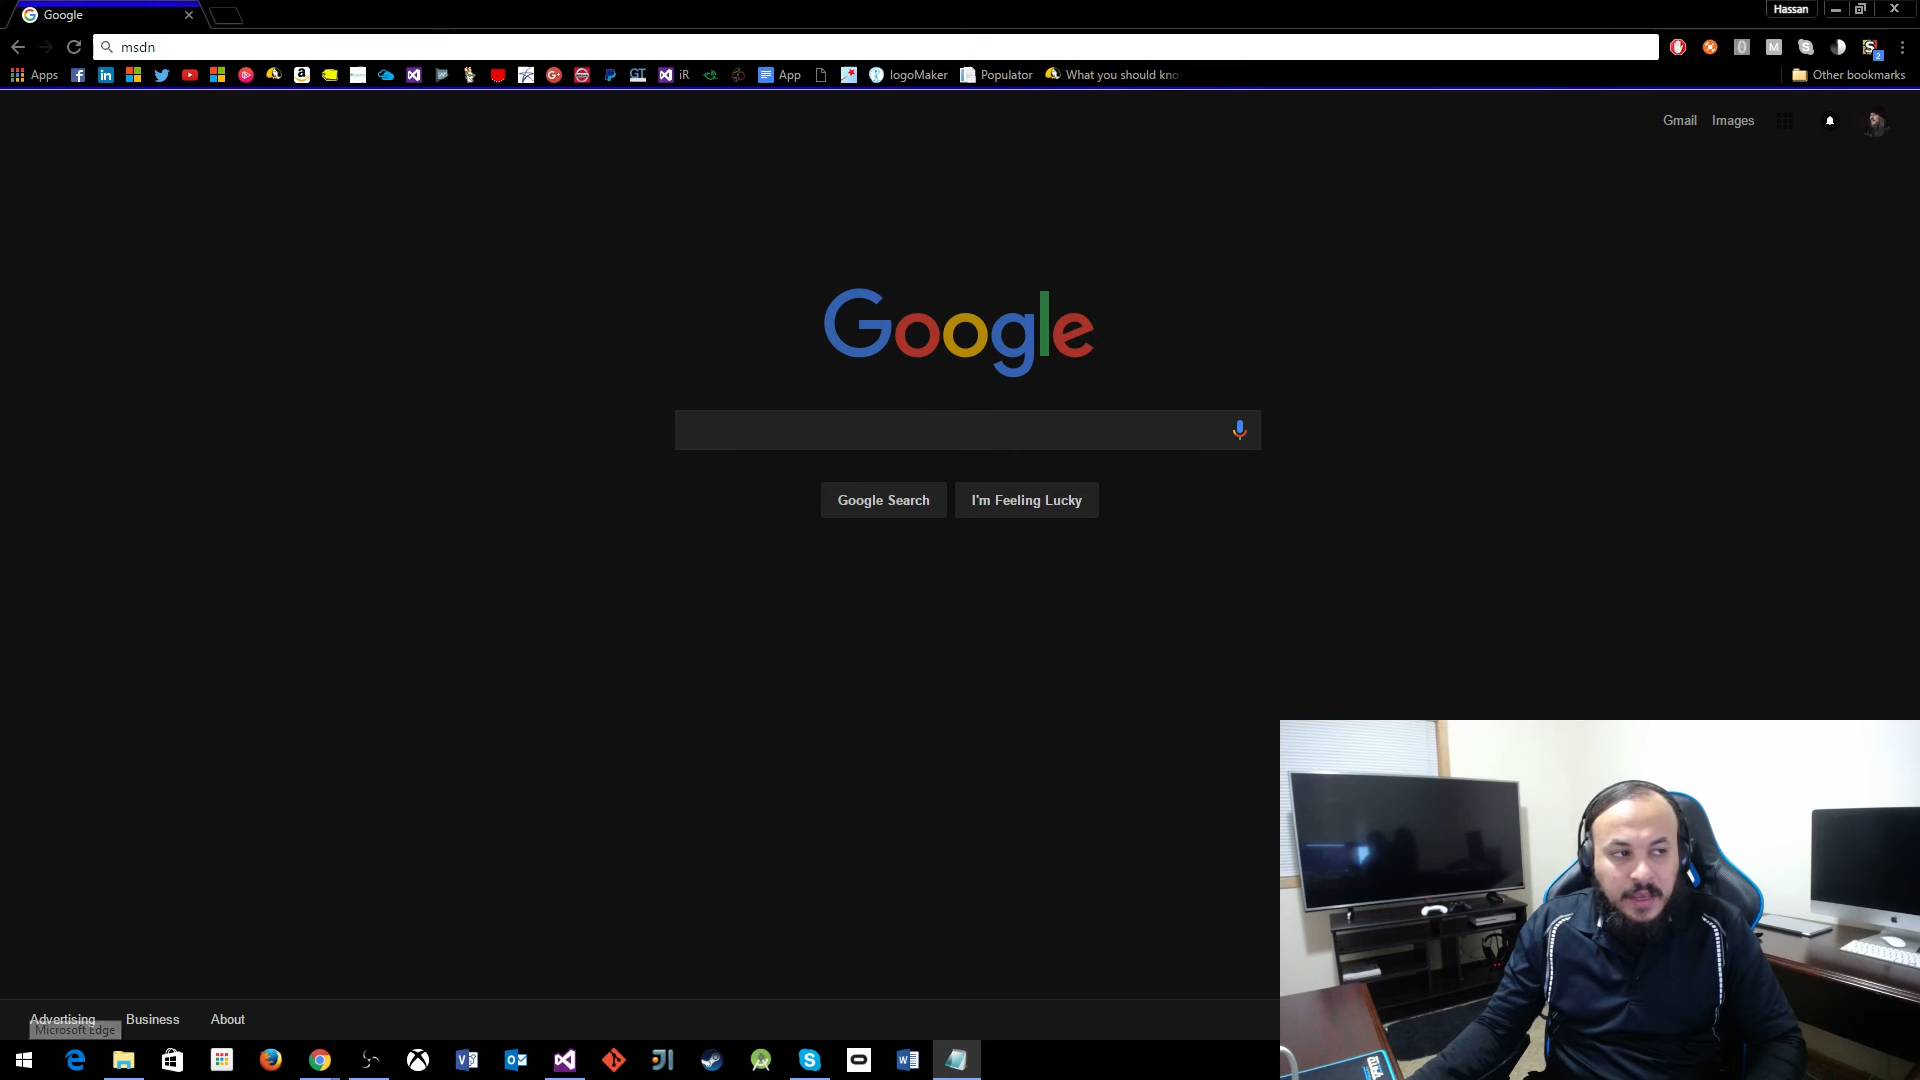 Google
Hassan
msdn
Apps
iR
App
logoMaker
Populator
What you should kno
Other bookmarks
Gmail
Images
Google
Google Search
I'm Feeling Lucky
Advertising
Business
About
Microsoft Edge